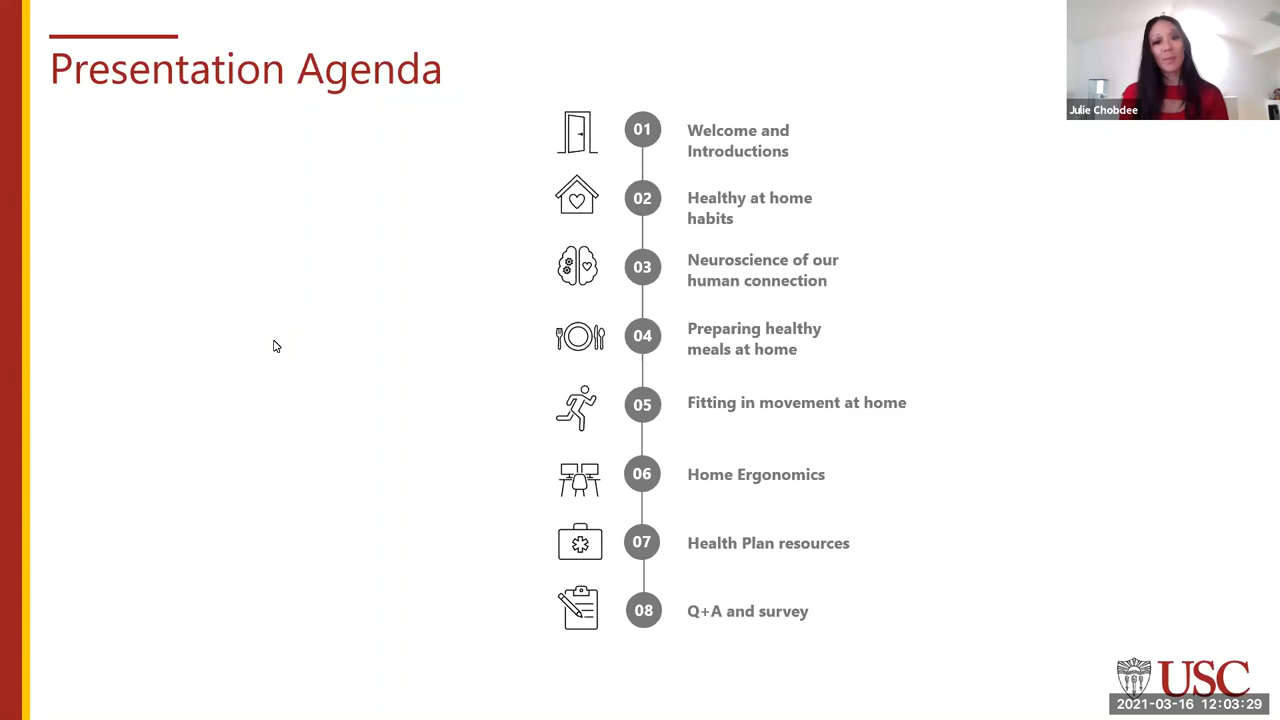 Presentation Agenda
Julie Chobdee
01
Welcome and
Introductions
02
Healthy at home
habits
03
Neuroscience of our
human connection
04
Preparing healthy
meals at home
05
Fitting in movement at home
06
Home Ergonomics
07
Health Plan resources
08
Q+A and survey
USC
2021-03-16 12:03:29